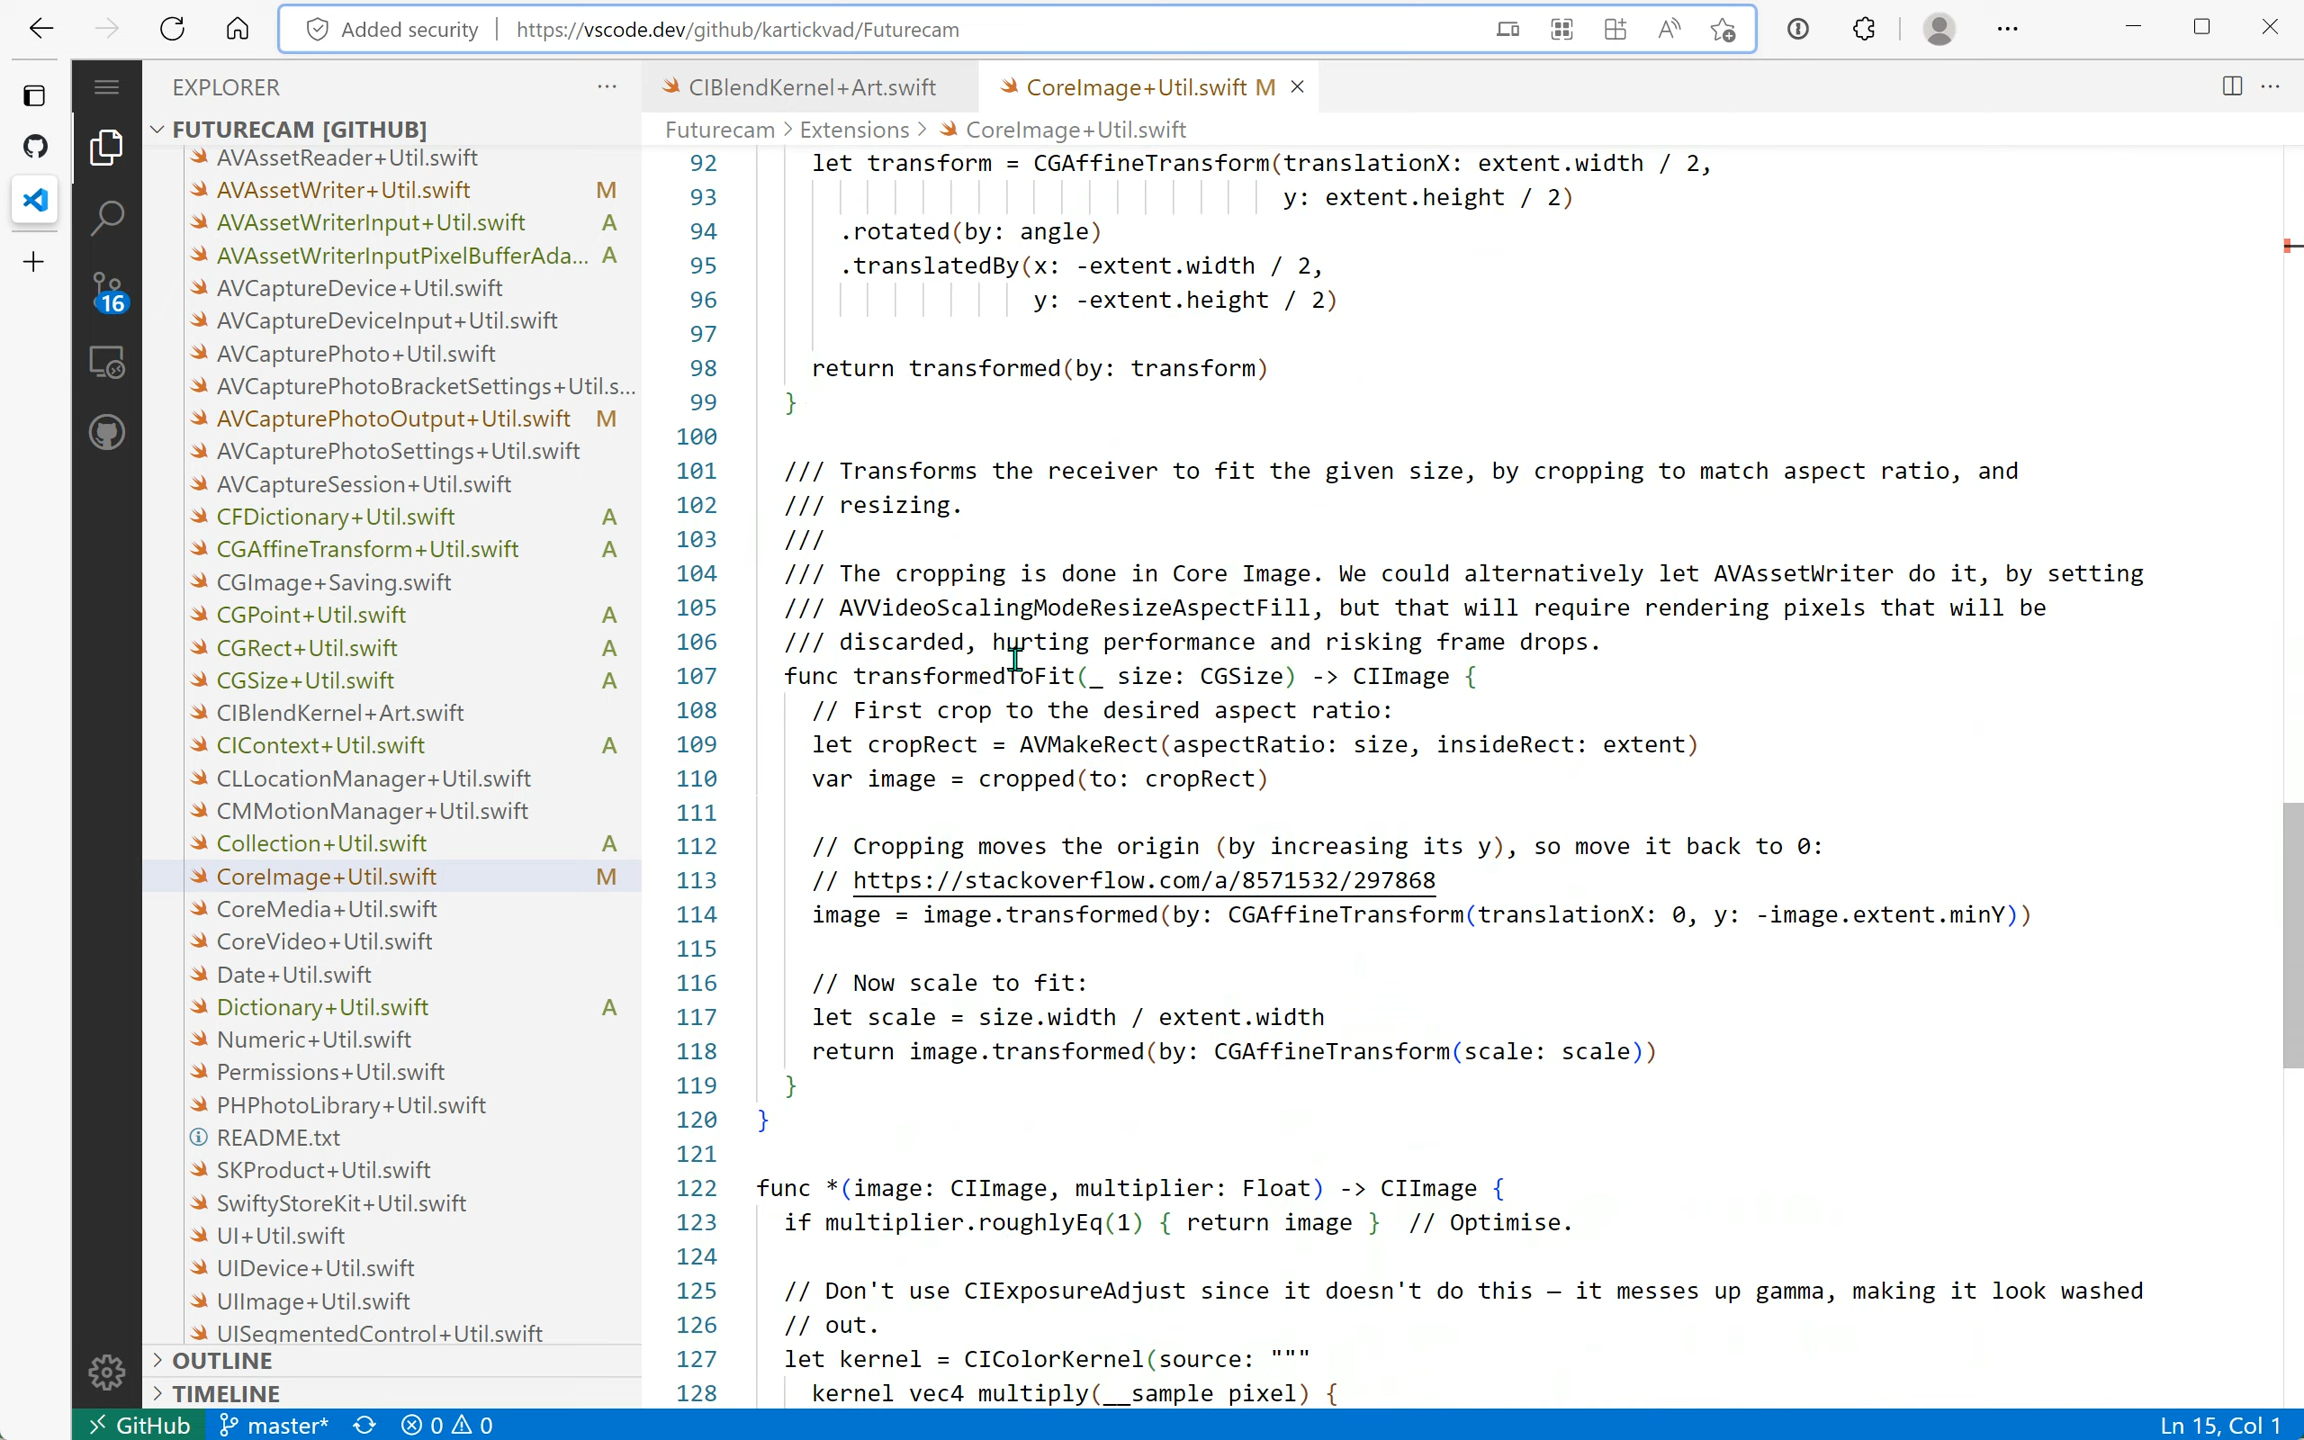 Added security
https://vscode.dev/github/kartickvad/Futurecam
EXPLORER
FUTURECAM [GITHUB]
AVAssetReader+Util.swift
AVAssetWriter+Util.swift M
AVAssetWriterInput+Util.swift A
AVAssetWriterInputPixelBufferAda... A
AVCaptureDevice+Util.swift
AVCaptureDeviceInput+Util.swift
AVCapturePhoto+Util.swift
AVCapturePhotoBracketSettings+Util.s...
AVCapturePhotoOutput+Util.swift M
AVCapturePhotoSettings+Util.swift
AVCaptureSession+Util.swift
CFDictionary+Util.swift A
CGAffineTransform+Util.swift A
CGImage+Saving.swift
CGPoint+Util.swift A
CGRect+Util.swift A
CGSize+Util.swift A
CIBlendKernel+Art.swift
CIContext+Util.swift A
CLLocationManager+Util.swift
CMMotionManager+Util.swift
Collection+Util.swift A
CoreImage+Util.swift M
CoreMedia+Util.swift
CoreVideo+Util.swift
Date+Util.swift
Dictionary+Util.swift A
Numeric+Util.swift
Permissions+Util.swift
PHPhotoLibrary+Util.swift
README.txt
SKProduct+Util.swift
SwiftyStoreKit+Util.swift
UI+Util.swift
UIDevice+Util.swift
UIImage+Util.swift
UISegmentedControl+Util.swift
OUTLINE
TIMELINE
16
CIBlendKernel+Art.swift
CoreImage+Util.swift M
Futurecam > Extensions > CoreImage+Util.swift
92 let transform = CGAffineTransform(translationX: extent.width / 2,
93 y: extent.height / 2)
94 .rotated(by: angle)
95 .translatedBy(x: -extent.width / 2,
96 y: -extent.height / 2)
97
98 return transformed(by: transform)
99 }
100
101 /// Transforms the receiver to fit the given size, by cropping to match aspect ratio, and
102 /// resizing.
103 ///
104 /// The cropping is done in Core Image. We could alternatively let AVAssetWriter do it, by setting
105 /// AVVideoScalingModeResizeAspectFill, but that will require rendering pixels that will be
106 /// discarded, hurting performance and risking frame drops.
107 func transformedToFit(_ size: CGSize) -> CIImage {
108 // First crop to the desired aspect ratio:
109 let cropRect = AVMakeRect(aspectRatio: size, insideRect: extent)
110 var image = cropped(to: cropRect)
111
112 // Cropping moves the origin (by increasing its y), so move it back to 0:
113 // https://stackoverflow.com/a/8571532/297868
114 image = image.transformed(by: CGAffineTransform(translationX: 0, y: -image.extent.minY))
115
116 // Now scale to fit:
117 let scale = size.width / extent.width
118 return image.transformed(by: CGAffineTransform(scale: scale))
119 }
120 }
121
122 func *(image: CIImage, multiplier: Float) -> CIImage {
123 if multiplier.roughlyEq(1) { return image } // Optimise.
124
125 // Don't use CIExposureAdjust since it doesn't do this — it messes up gamma, making it look washed
126 // out.
127 let kernel = CIColorKernel(source: """
128 kernel vec4 multiply(__sample pixel) {
GitHub
master*
0 0
Ln 15, Col 1